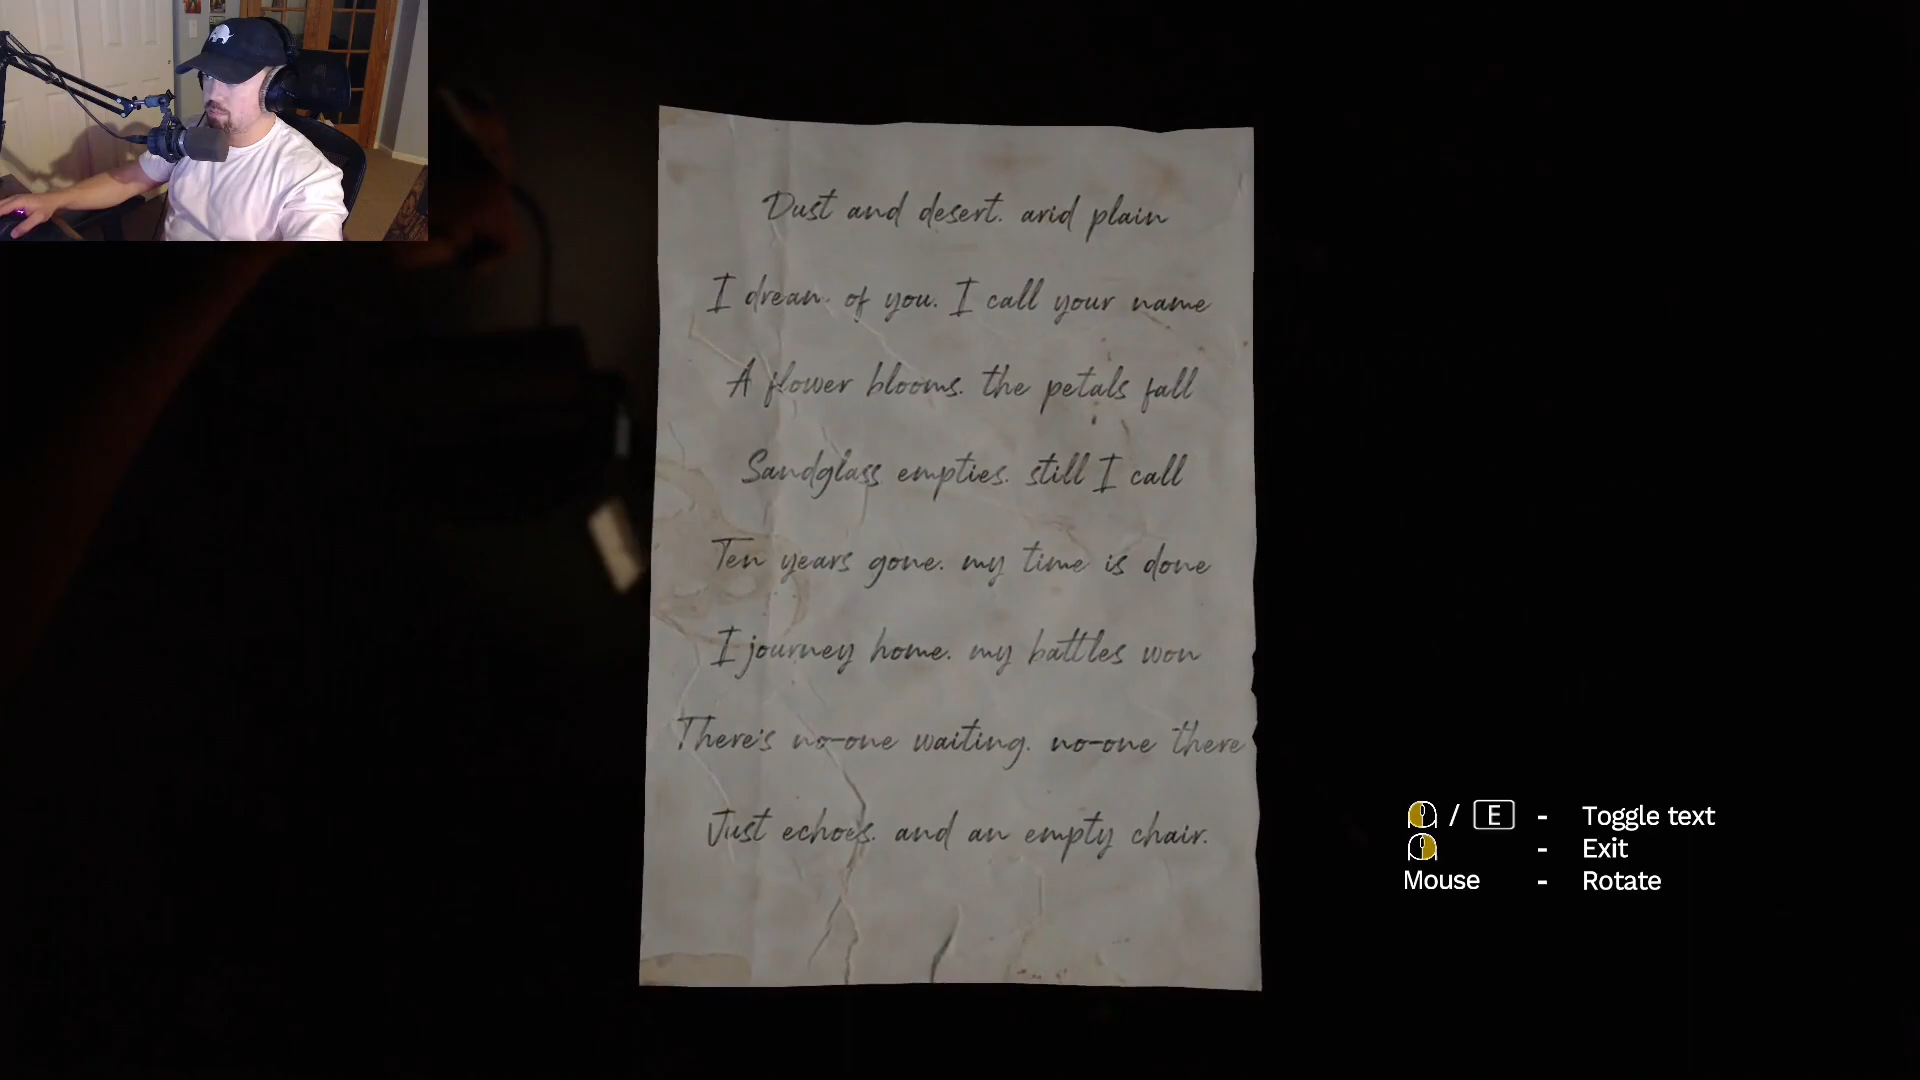 Dust and desert. arid plain
I dream. of you. I call your name
A flower blooms. the petals fall
Sandglass empties. still I call
Ten years gone. my time is done
I journey home. my battles won
There's no-one waiting. no-one there
Just echoes. and an empty chair.
/ E - Toggle text
- Exit
Mouse - Rotate